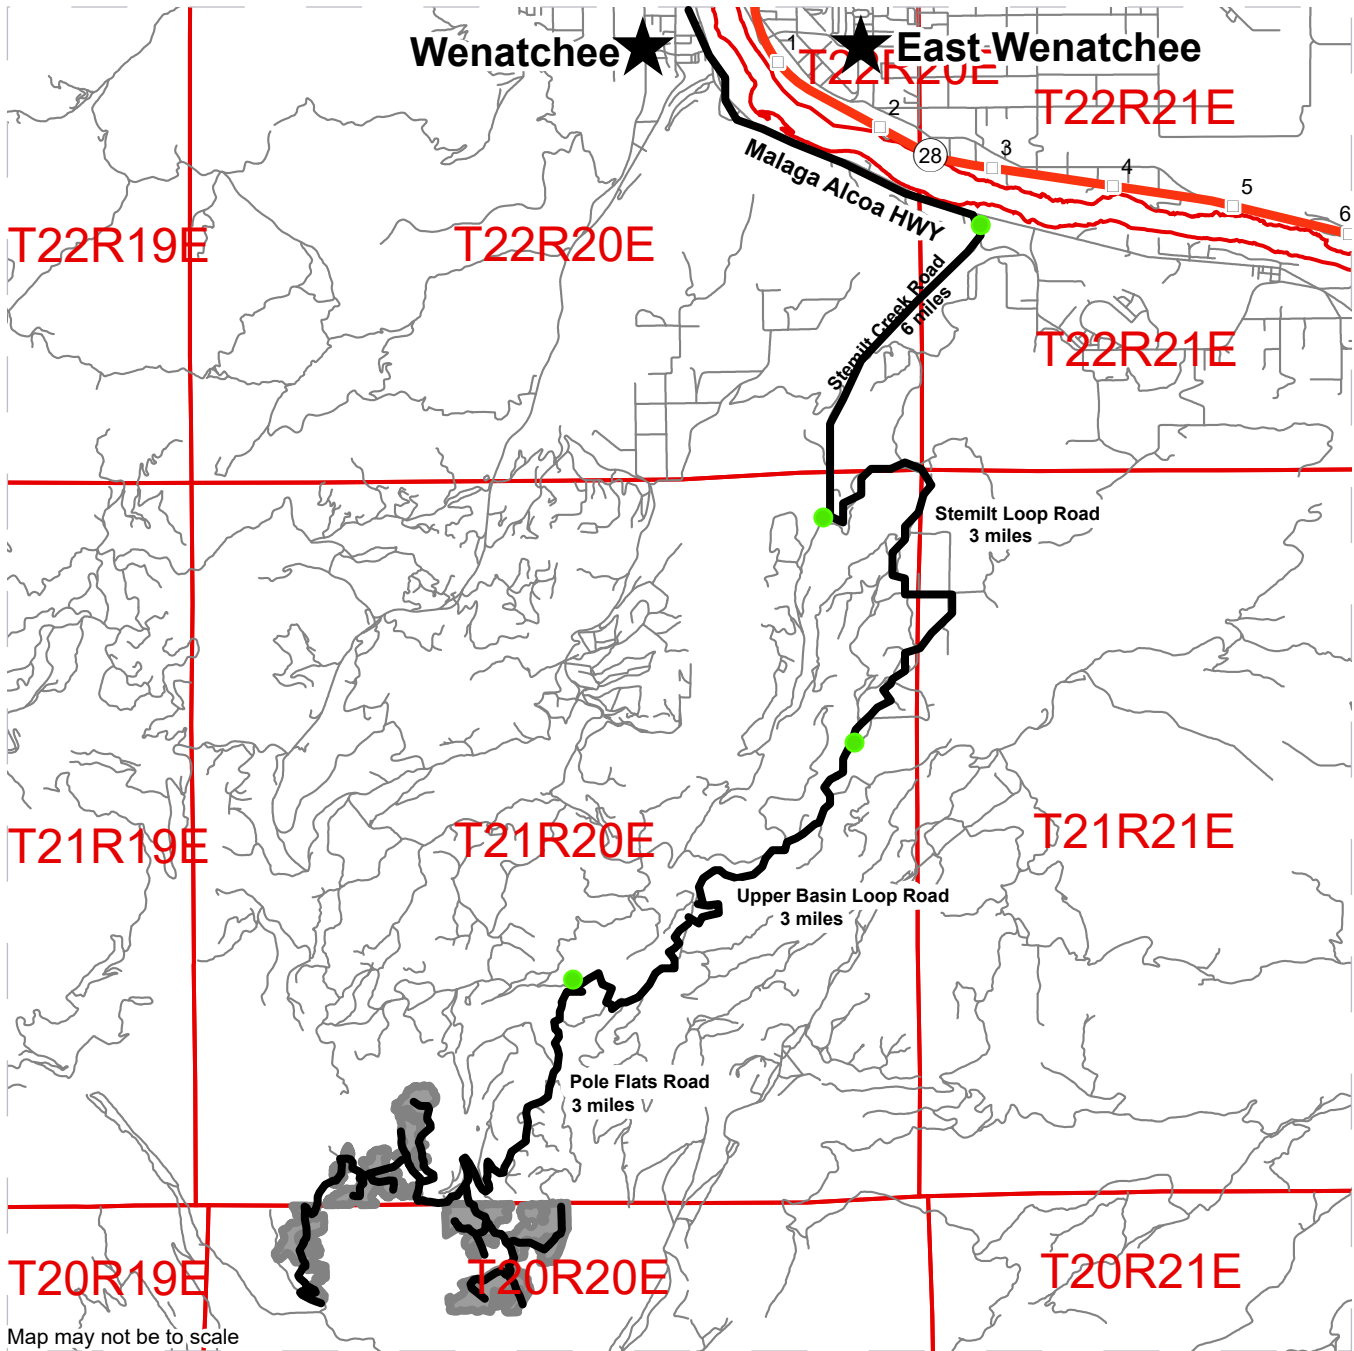 Wenatchee
East Wenatchee
1
T22R20E
T22R21E
2
28
3
4
5
6
Malaga Alcoa HWY
T22R19E
T22R20E
Stemilt Creek Road
6 miles
T22R21E
Stemilt Loop Road
3 miles
T21R19E
T21R20E
T21R21E
Upper Basin Loop Road
3 miles
Pole Flats Road
3 miles
T20R19E
T20R20E
T20R21E
Map may not be to scale